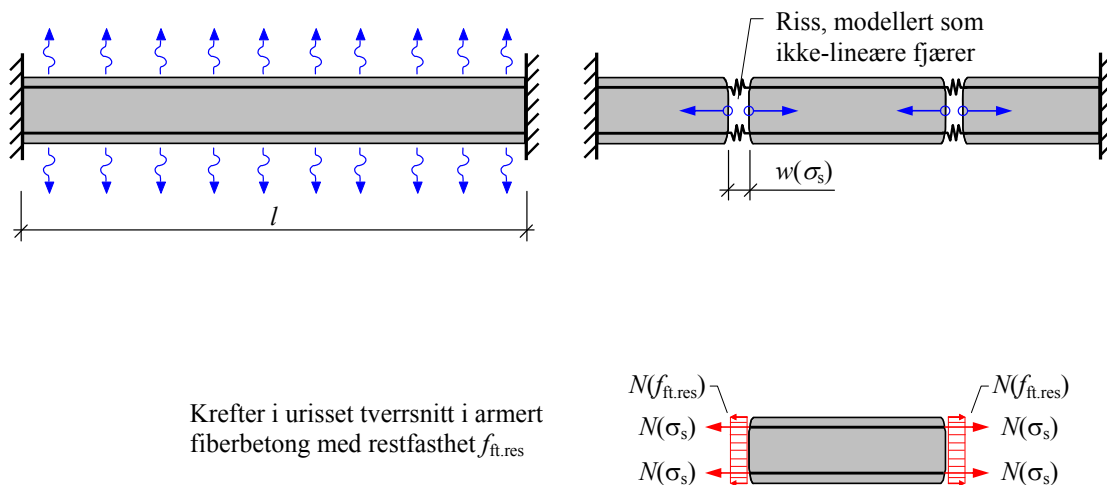 Riss, modellert som
ikke-lineære fjærer
w(σs)
l
N(fft.res)
N(fft.res)
Krefter i urisset tverrsnitt i armert
fiberbetong med restfasthet fft.res
N(σs)
N(σs)
N(σs)
N(σs)